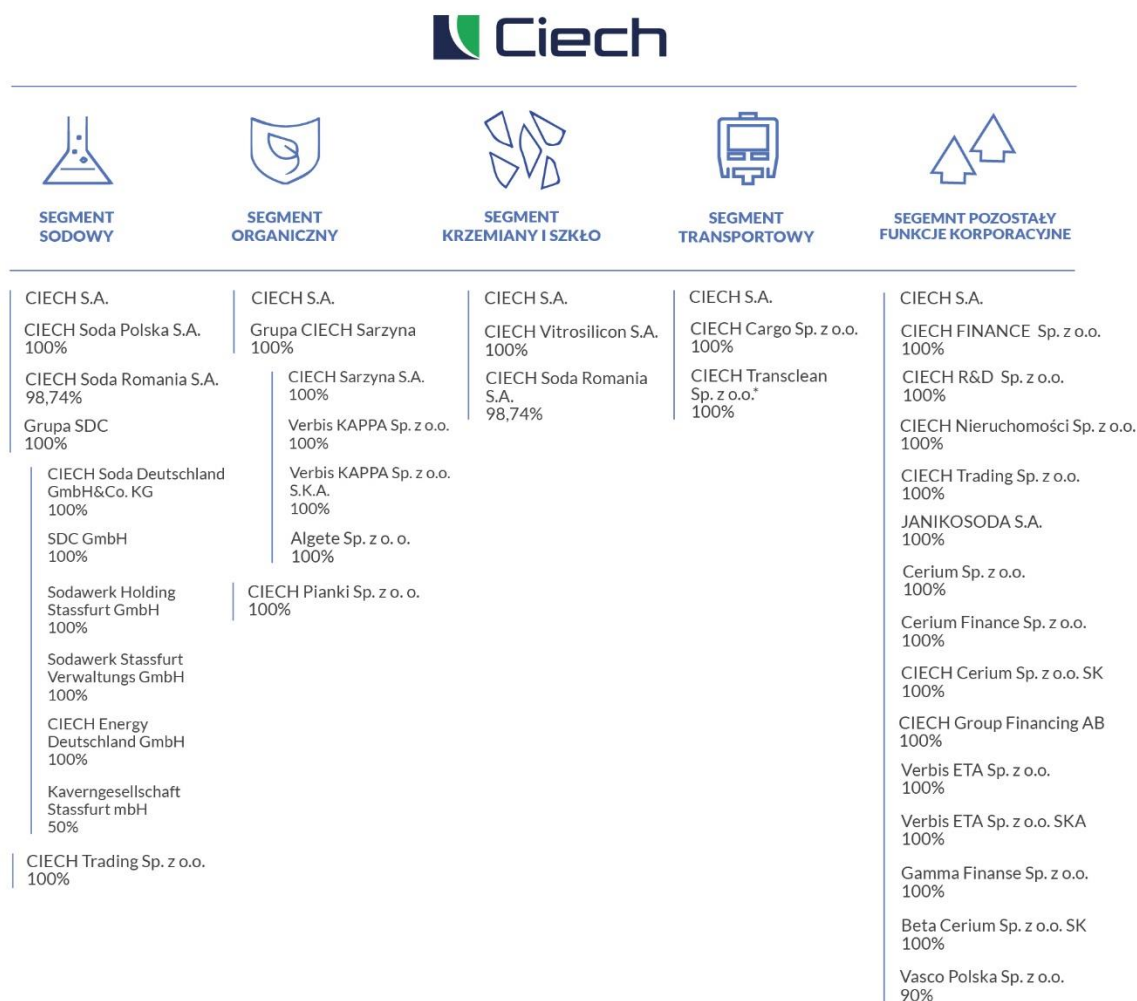 Ciech
SEGMENT
SODOWY
SEGMENT
ORGANICZNY
SEGMENT
KRZEMIANY I SZKŁO
SEGMENT
TRANSPORTOWY
SEGEMNT POZOSTAŁY
FUNKCJE KORPORACYJNE
CIECH S.A.
CIECH Soda Polska S.A.
100%
CIECH Soda Romania S.A.
98,74%
Grupa SDC
100%
CIECH Soda Deutschland
GmbH&Co. KG
100%
SDC GmbH
100%
Sodawerk Holding
Stassfurt GmbH
100%
Sodawerk Stassfurt
Verwaltungs GmbH
100%
CIECH Energy
Deutschland GmbH
100%
Kaverngesellschaft
Stassfurt mbH
50%
CIECH Trading Sp. z o.o.
100%
CIECH S.A.
Grupa CIECH Sarzyna
100%
CIECH Sarzyna S.A.
100%
Verbis KAPPA Sp. z o.o.
100%
Verbis KAPPA Sp. z o.o.
S.K.A.
100%
Algete Sp. z o. o.
100%
CIECH Pianki Sp. z o. o.
100%
CIECH S.A.
CIECH Vitrosilicon S.A.
100%
CIECH Soda Romania
S.A.
98,74%
CIECH S.A.
CIECH Cargo Sp. z o.o.
100%
CIECH Transclean
Sp. z o.o.*
100%
CIECH S.A.
CIECH FINANCE Sp. z o.o.
100%
CIECH R&D Sp. z o.o.
100%
CIECH Nieruchomości Sp. z o.o.
100%
CIECH Trading Sp. z o.o.
100%
JANIKOSODA S.A.
100%
Cerium Sp. z o.o.
100%
Cerium Finance Sp. z o.o.
100%
CIECH Cerium Sp. z o.o. SK
100%
CIECH Group Financing AB
100%
Verbis ETA Sp. z o.o.
100%
Verbis ETA Sp. z o.o. SKA
100%
Gamma Finanse Sp. z o.o.
100%
Beta Cerium Sp. z o.o. SK
100%
Vasco Polska Sp. z o.o.
90%